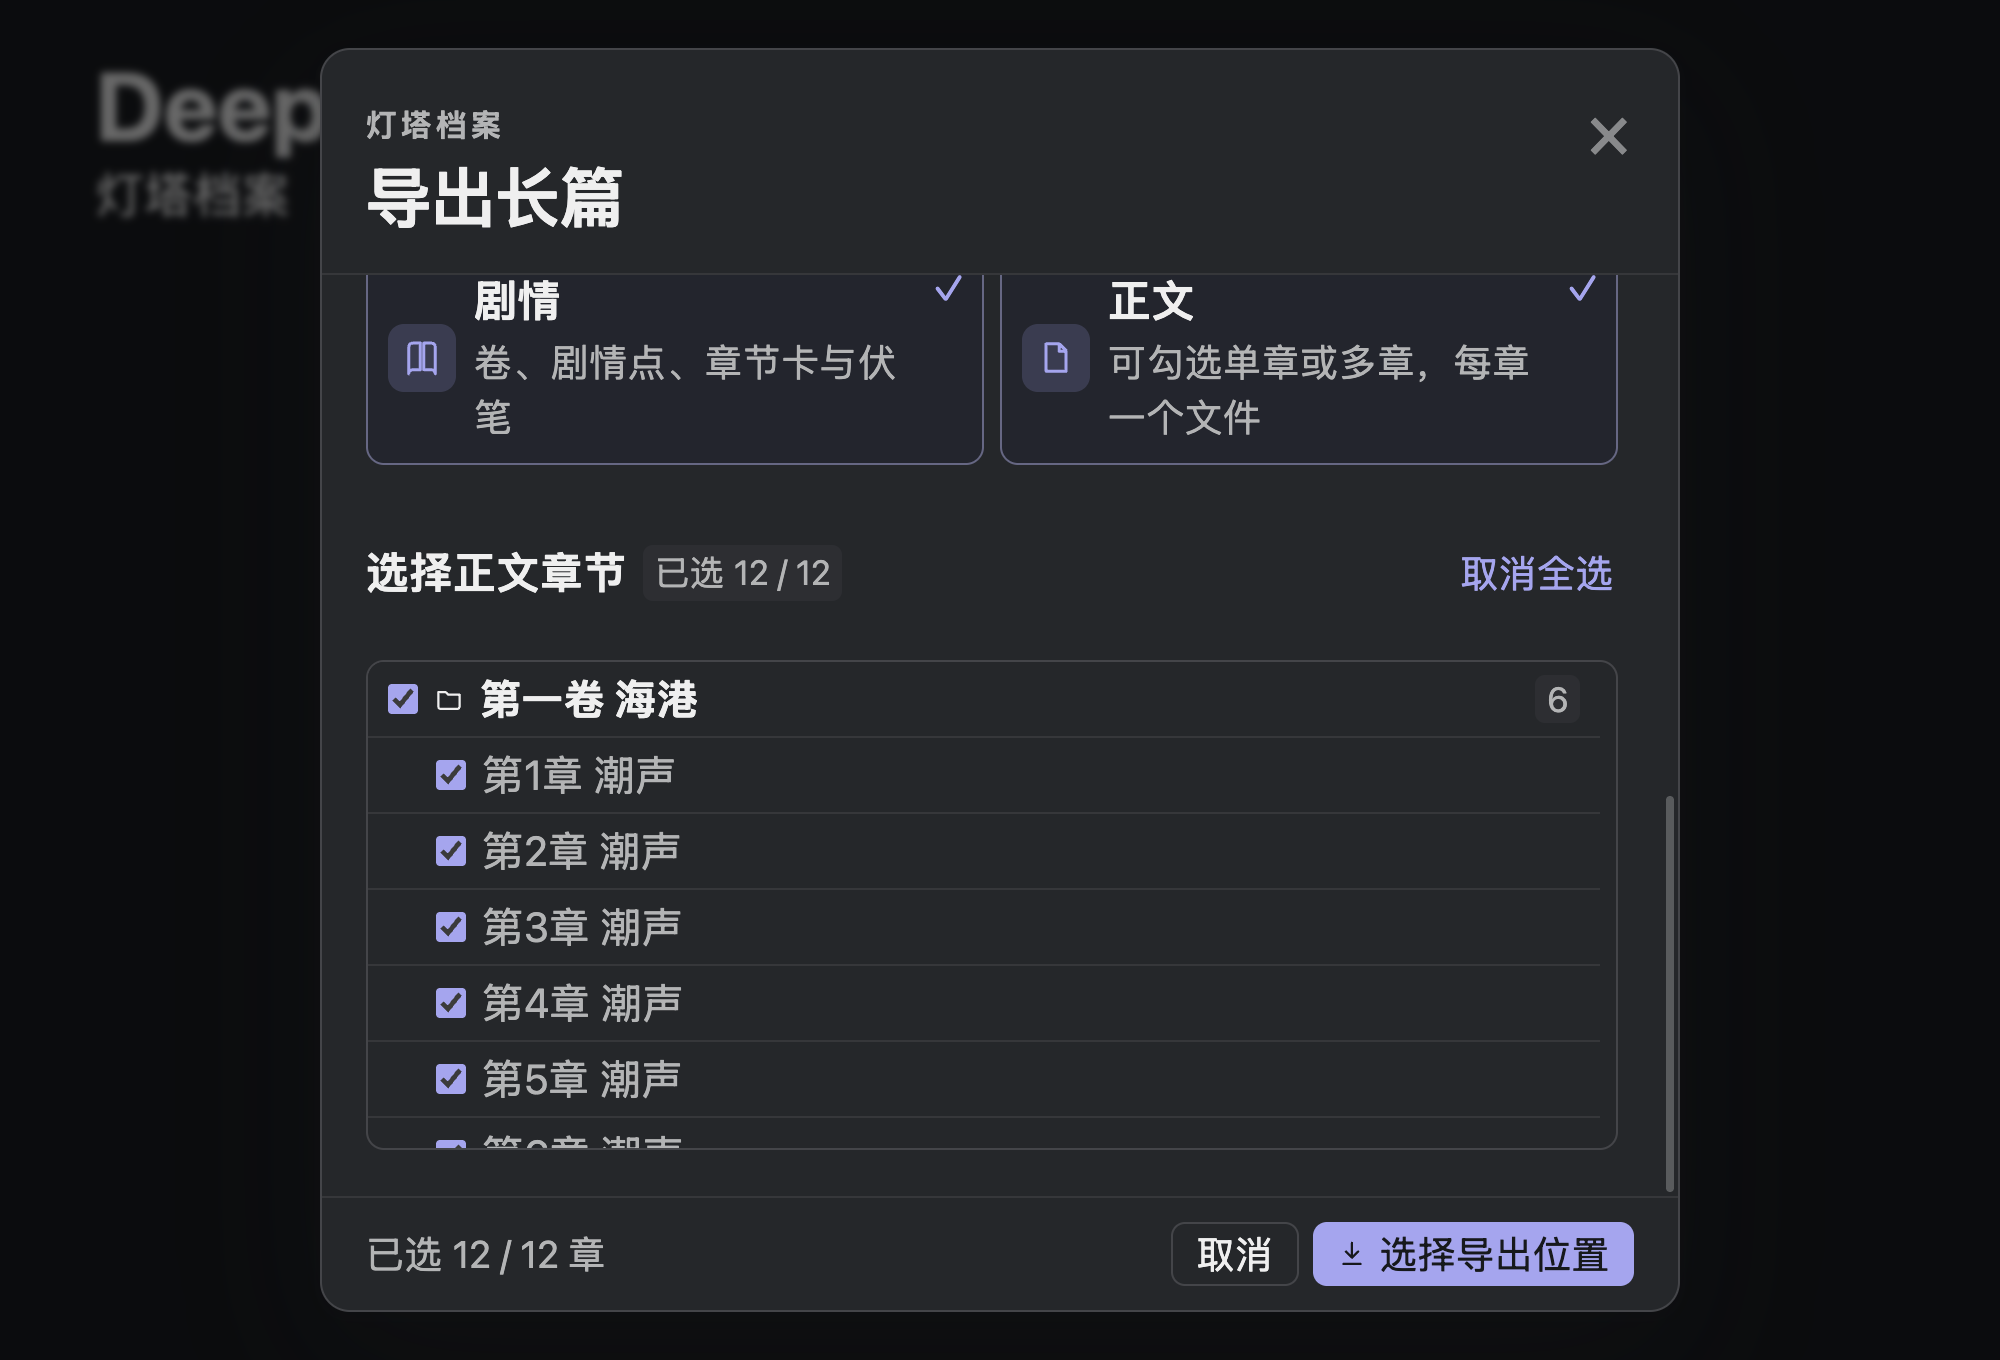 Deep
灯塔档案
灯塔档案
导出长篇
剧情
卷、剧情点、章节卡与伏
笔
正文
可勾选单章或多章，每章
一个文件
选择正文章节
已选 12 / 12
取消全选
第一卷 海港
6
第1章 潮声
第2章 潮声
第3章 潮声
第4章 潮声
第5章 潮声
第6章 潮声
已选 12 / 12 章
取消
选择导出位置